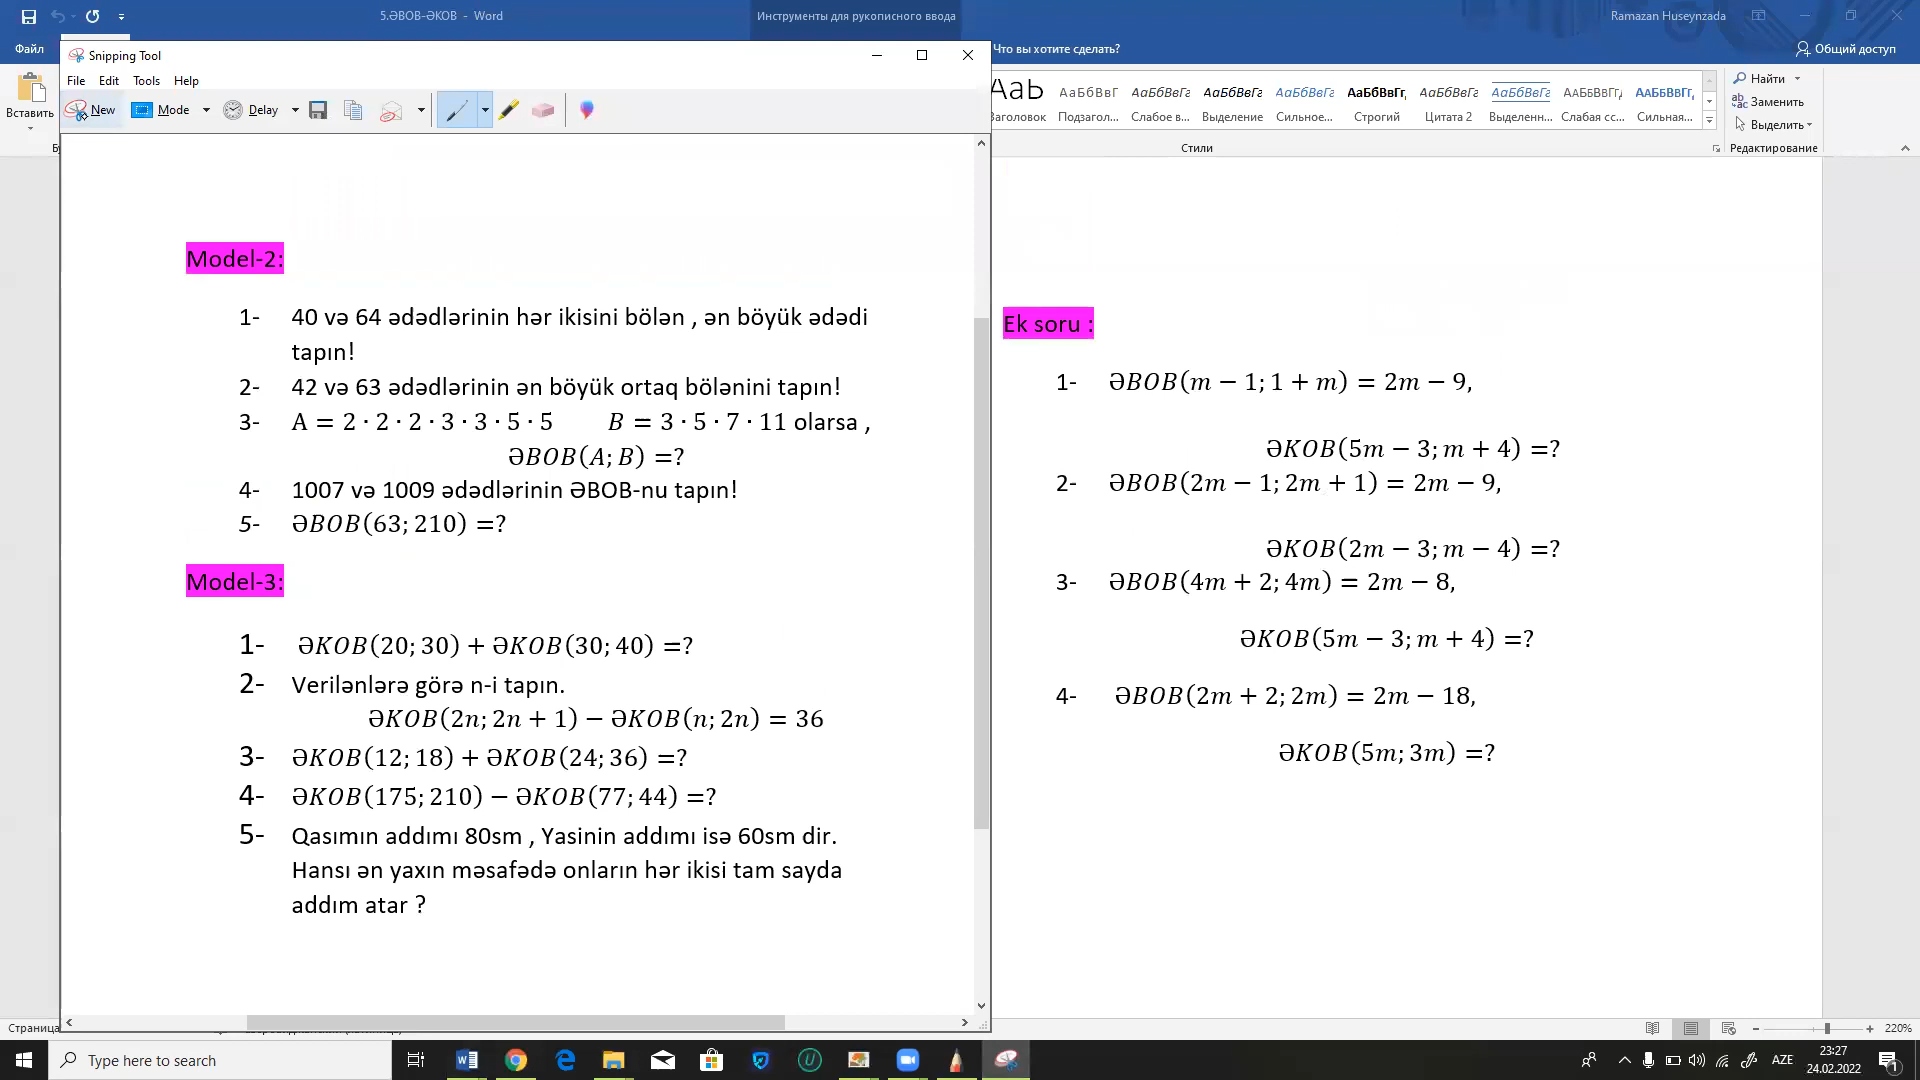 5.ƏBOB-ƏKOB - Word
Инструменты для рукописного ввода
Ramazan Huseynzada
Файл
Что вы хотите сделать?
Общий доступ
Snipping Tool
File Edit Tools Help
New Mode Delay
Вставить
АаБбВвГ АаБбВвГг АаБбВвГг АаБбВвГг АаБбВвГг, АаБбВвГг АаБбВвГг ААББВВГГ, ААББВВГГ,
аголовок Подзагол... Слабое в... Выделение Сильное... Строгий Цитата 2 Выделенн... Слабая сс... Сильная...
Стили
Найти
Заменить
Выделить
Редактирование
Model-2:
1- 40 və 64 ədədlərinin hər ikisini bölən , ən böyük ədədi
tapın!
2- 42 və 63 ədədlərinin ən böyük ortaq bölənini tapın!
3- A = 2 · 2 · 2 · 3 · 3 · 5 · 5 B = 3 · 5 · 7 · 11 olarsa ,
ƏBOB(A; B) =?
4- 1007 və 1009 ədədlərinin ƏBOB-nu tapın!
5- ƏBOB(63; 210) =?
Model-3:
1- ƏKOB(20; 30) + ƏKOB(30; 40) =?
2- Verilənlərə görə n-i tapın.
ƏKOB(2n; 2n + 1) − ƏKOB(n; 2n) = 36
3- ƏKOB(12; 18) + ƏKOB(24; 36) =?
4- ƏKOB(175; 210) − ƏKOB(77; 44) =?
5- Qasımın addımı 80sm , Yasinin addımı isə 60sm dir.
Hansı ən yaxın məsafədə onların hər ikisi tam sayda
addım atar ?
Ek soru :
1- ƏBOB(m − 1; 1 + m) = 2m − 9,
ƏKOB(5m − 3; m + 4) =?
2- ƏBOB(2m − 1; 2m + 1) = 2m − 9,
ƏKOB(2m − 3; m − 4) =?
3- ƏBOB(4m + 2; 4m) = 2m − 8,
ƏKOB(5m − 3; m + 4) =?
4- ƏBOB(2m + 2; 2m) = 2m − 18,
ƏKOB(5m; 3m) =?
Страница
220%
Type here to search
AZE
23:27
24.02.2022